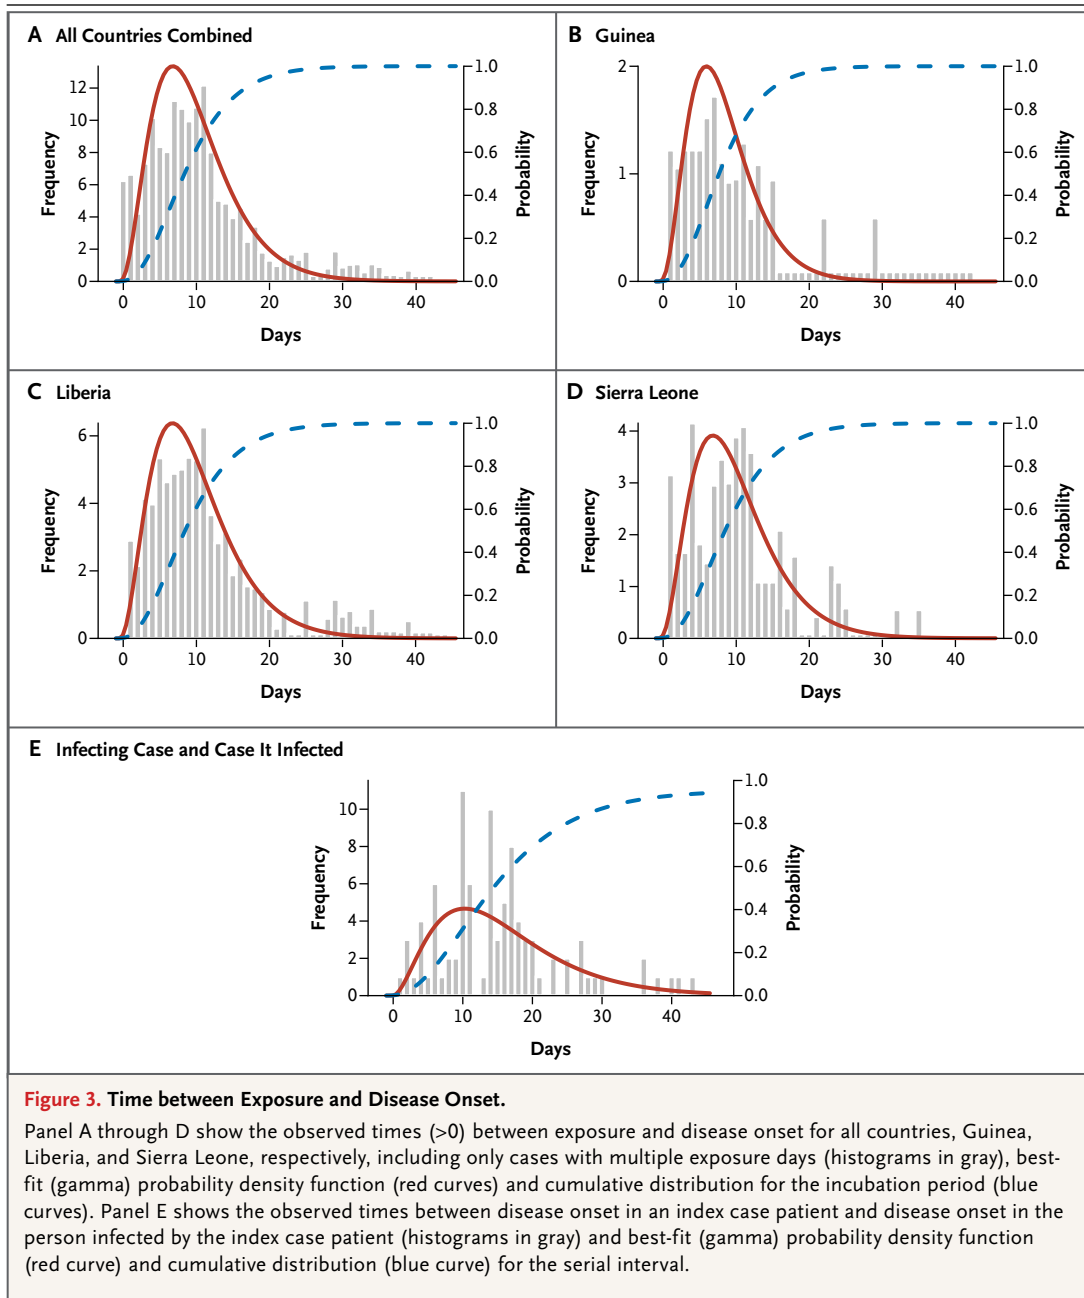 A All Countries Combined
12
10
8
6
4
2
0
Frequency
1.0
0.8
0.6
0.4
0.2
0.0
Probability
0 10 20 30 40
Days
B Guinea
2
1
0
Frequency
1.0
0.8
0.6
0.4
0.2
0.0
Probability
0 10 20 30 40
Days
C Liberia
6
4
2
0
Frequency
1.0
0.8
0.6
0.4
0.2
0.0
Probability
0 10 20 30 40
Days
D Sierra Leone
4
3
2
1
0
Frequency
1.0
0.8
0.6
0.4
0.2
0.0
Probability
0 10 20 30 40
Days
E Infecting Case and Case It Infected
10
8
6
4
2
0
Frequency
1.0
0.8
0.6
0.4
0.2
0.0
Probability
0 10 20 30 40
Days
Figure 3. Time between Exposure and Disease Onset.
Panel A through D show the observed times (>0) between exposure and disease onset for all countries, Guinea,
Liberia, and Sierra Leone, respectively, including only cases with multiple exposure days (histograms in gray), best-
fit (gamma) probability density function (red curves) and cumulative distribution for the incubation period (blue
curves). Panel E shows the observed times between disease onset in an index case patient and disease onset in the
person infected by the index case patient (histograms in gray) and best-fit (gamma) probability density function
(red curve) and cumulative distribution (blue curve) for the serial interval.